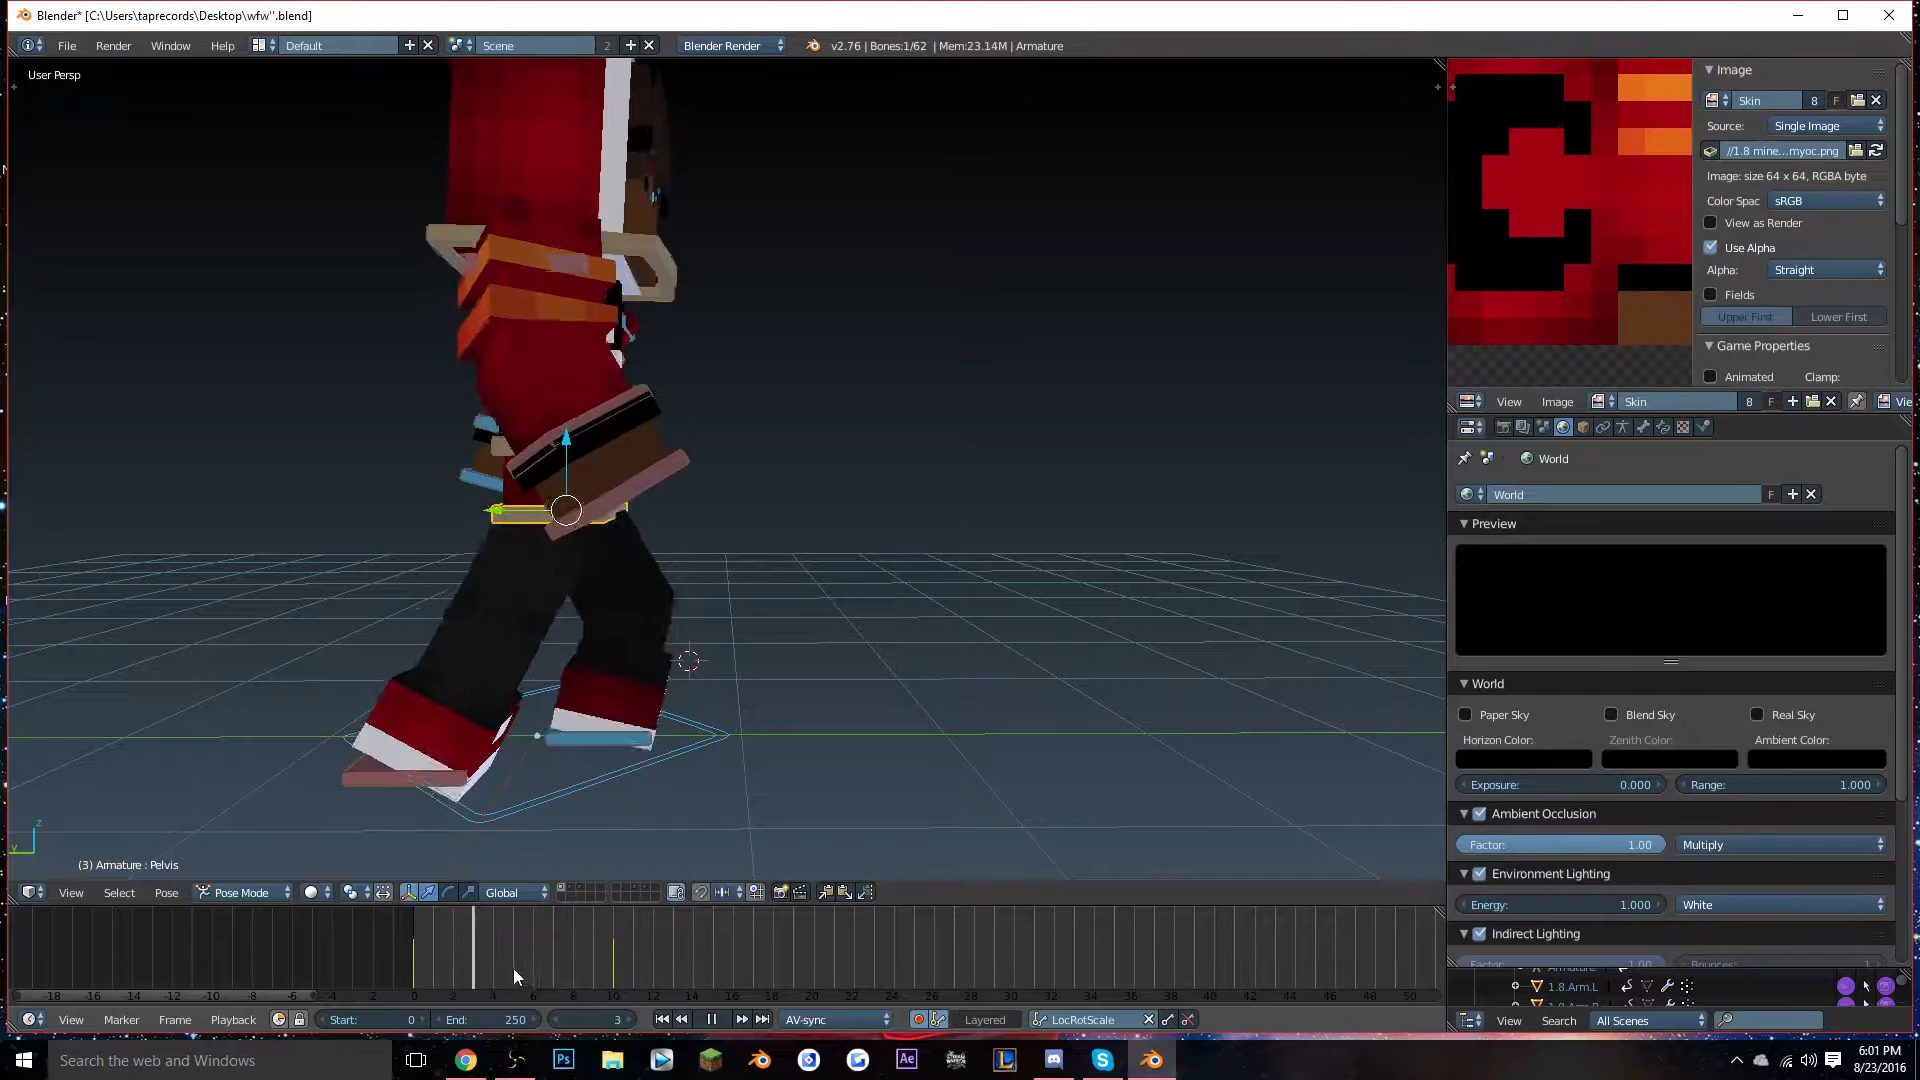 Blender* [C:\Users\taprecords\Desktop\wfw''.blend]
File Render Window Help Default Scene 2 Blender Render v2.76 | Bones:1/62 | Mem:23.14M | Armature
User Persp
Image
Skin 8 F
Source: Single Image
//1.8 mine...myoc.png
Image: size 64 x 64, RGBA byte
Color Spac sRGB
View as Render
Use Alpha
Alpha: Straight
Fields
Upper First Lower First
Game Properties
Animated Clamp:
View Image Skin 8 F Vie
World
World F
Preview
World
Paper Sky Blend Sky Real Sky
Horizon Color: Zenith Color: Ambient Color:
Exposure: 0.000 Range: 1.000
Ambient Occlusion
Factor: 1.00 Multiply
Environment Lighting
Energy: 1.000 White
Indirect Lighting
Factor: 1.00 Bounces: 1
z
y
(3) Armature : Pelvis
View Select Pose Pose Mode Global
Armature
1.8.Arm.L
-18 -16 -14 -12 -10 -8 -6 -4 -2 0 2 4 6 8 10 12 14 16 18 20 22 24 26 28 30 32 34 36 38 40 42 44 46 48 50
View Marker Frame Playback Start: 0 End: 250 3 AV-sync Layered LocRotScale
View Search All Scenes
Search the web and Windows
Ps
Ae
L
6:01 PM
8/23/2016